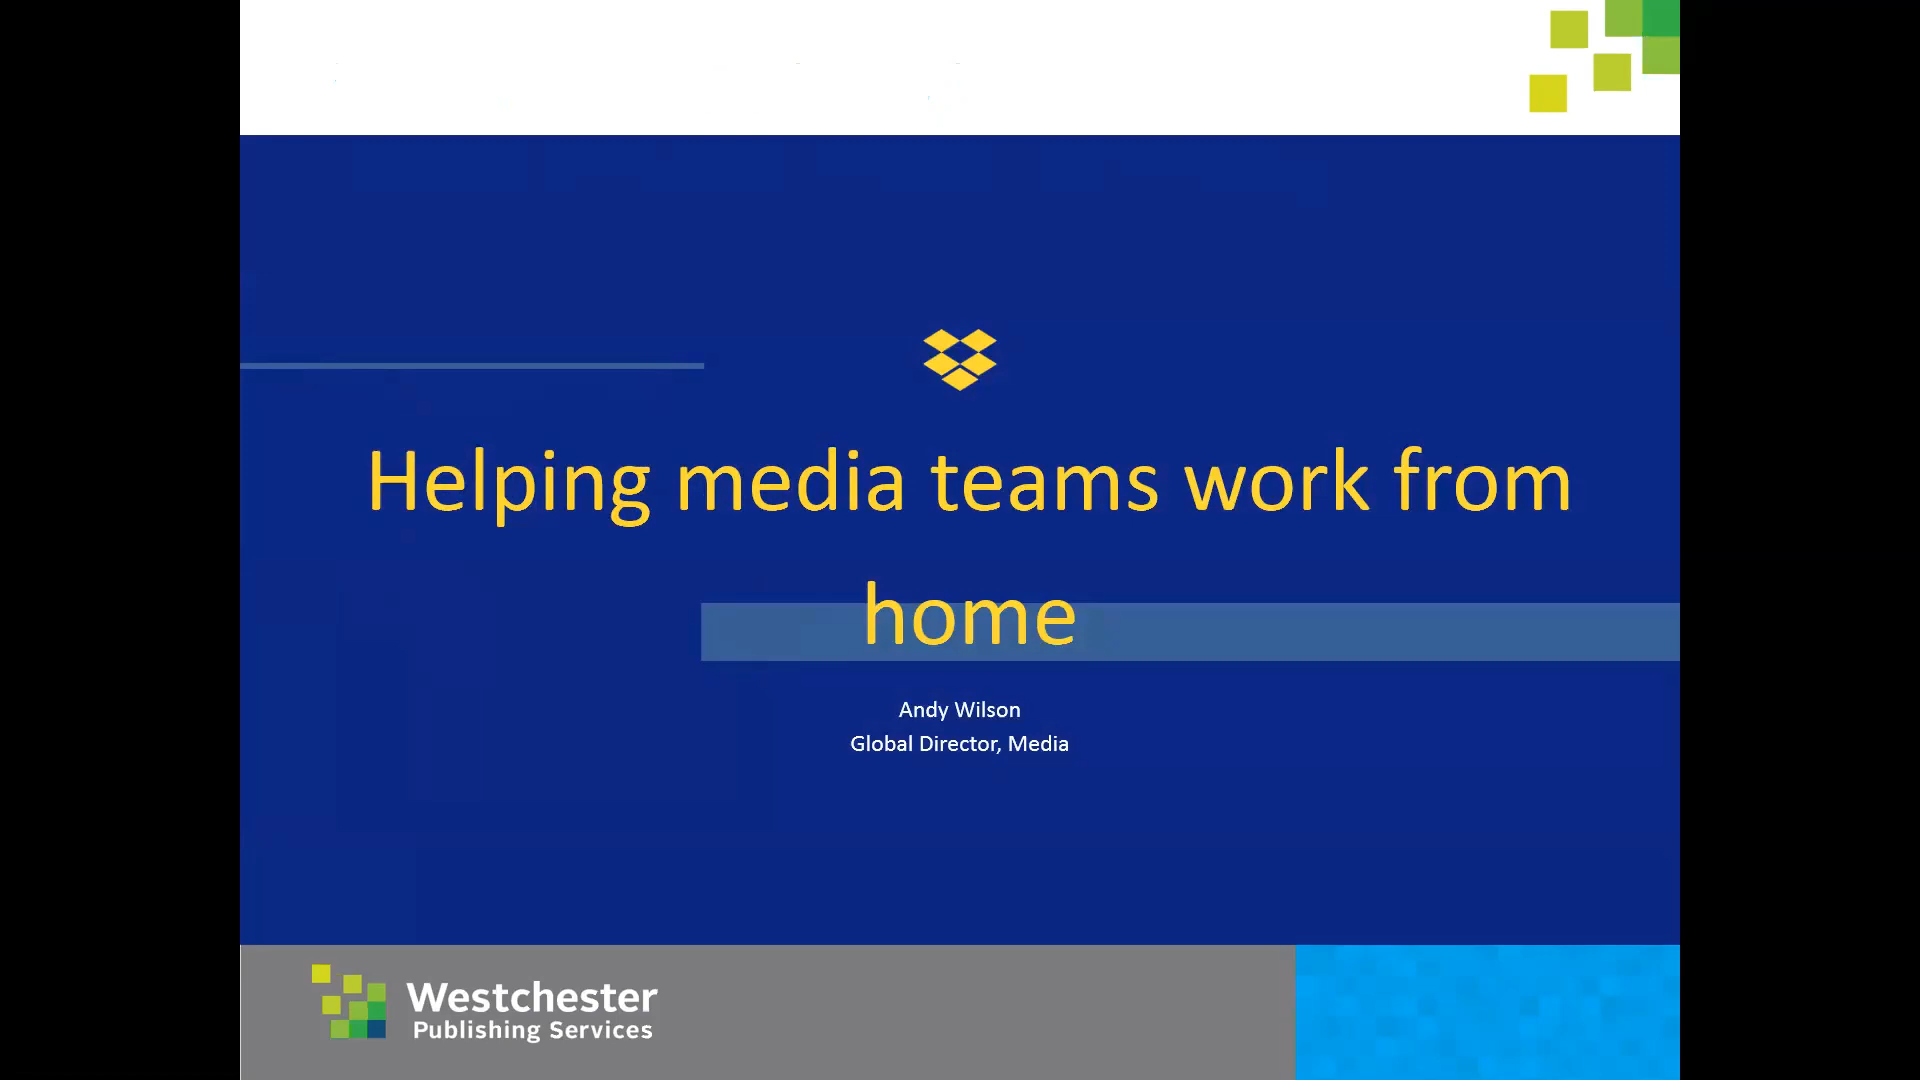 Helping media teams work from
home
Andy Wilson
Global Director, Media
Westchester
Publishing Services